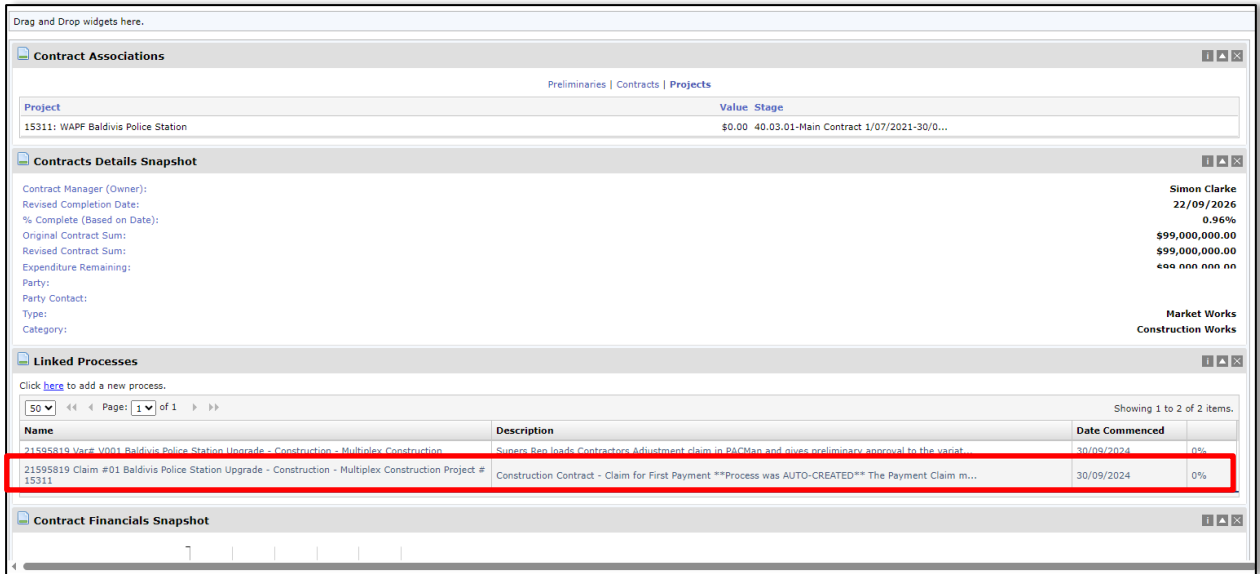 Drag and Drop widgets here.
Contract Associations
Preliminaries | Contracts | Projects
Project Value Stage
15311: WAPF Baldivis Police Station $0.00 40.03.01-Main Contract 1/07/2021-30/0...
Contracts Details Snapshot
Contract Manager (Owner): Simon Clarke
Revised Completion Date: 22/09/2026
% Complete (Based on Date): 0.96%
Original Contract Sum: $99,000,000.00
Revised Contract Sum: $99,000,000.00
Expenditure Remaining: $99,000,000.00
Party:
Party Contact:
Type: Market Works
Category: Construction Works
Linked Processes
Click here to add a new process.
50 Page: 1 of 1 Showing 1 to 2 of 2 items.
Name Description Date Commenced
21595819 Var# V001 Baldivis Police Station Upgrade - Construction - Multiplex Construction Supers Rep loads Contractors Adjustment claim in PACMan and gives preliminary approval to the variat... 30/09/2024 0%
21595819 Claim #01 Baldivis Police Station Upgrade - Construction - Multiplex Construction Project # Construction Contract - Claim for First Payment **Process was AUTO-CREATED** The Payment Claim m... 30/09/2024 0%
15311
Contract Financials Snapshot